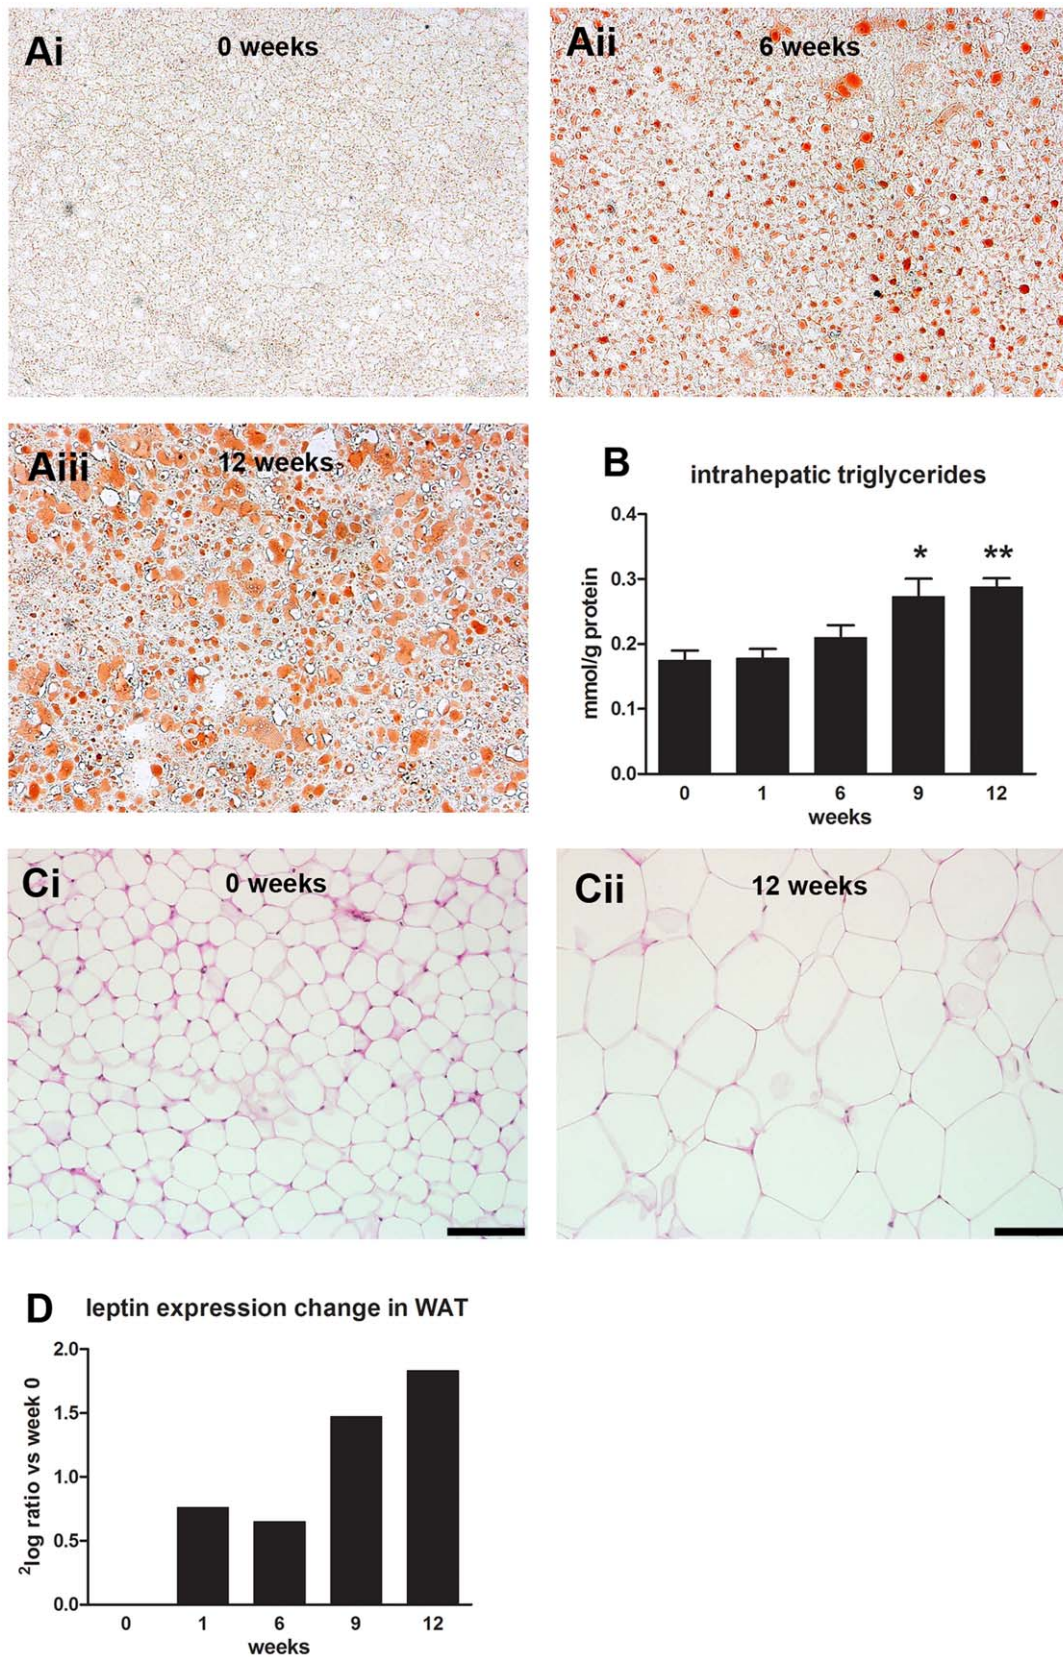 Ai
0 weeks
Aii
6 weeks
Aiii
12 weeks
B
intrahepatic triglycerides
mmol/g protein
0.4
0.3
0.2
0.1
0.0
* **
0 1 6 9 12
weeks
Ci
0 weeks
Cii
12 weeks
D
leptin expression change in WAT
²log ratio vs week 0
2.0
1.5
1.0
0.5
0.0
0 1 6 9 12
weeks